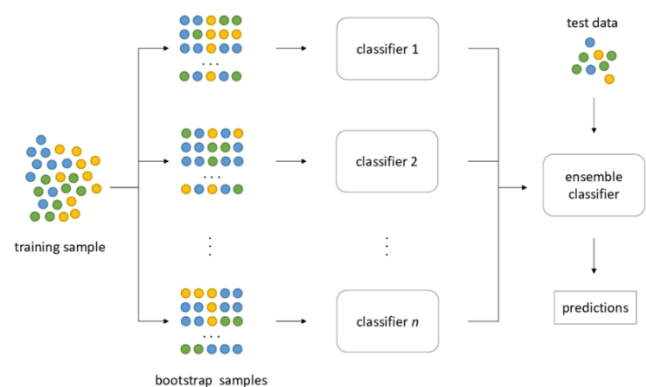 test data
classifier 1
...
training sample
classifier 2
...
ensemble
classifier
classifier n
...
predictions
bootstrap samples